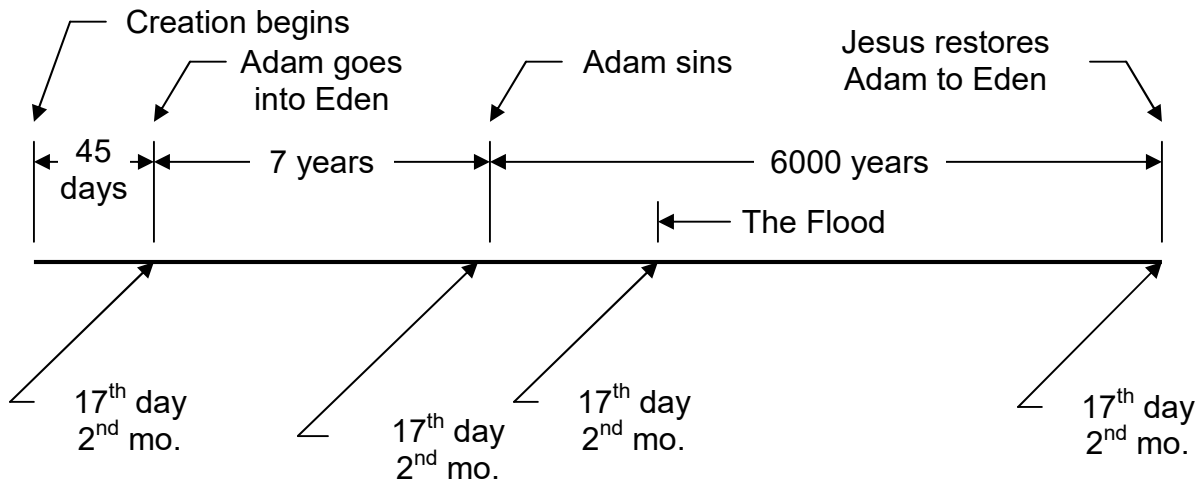 Creation begins
Adam goes
into Eden
Adam sins
Jesus restores
Adam to Eden
45
days
7 years
6000 years
The Flood
17th day
2nd mo.
17th day
2nd mo.
17th day
2nd mo.
17th day
2nd mo.